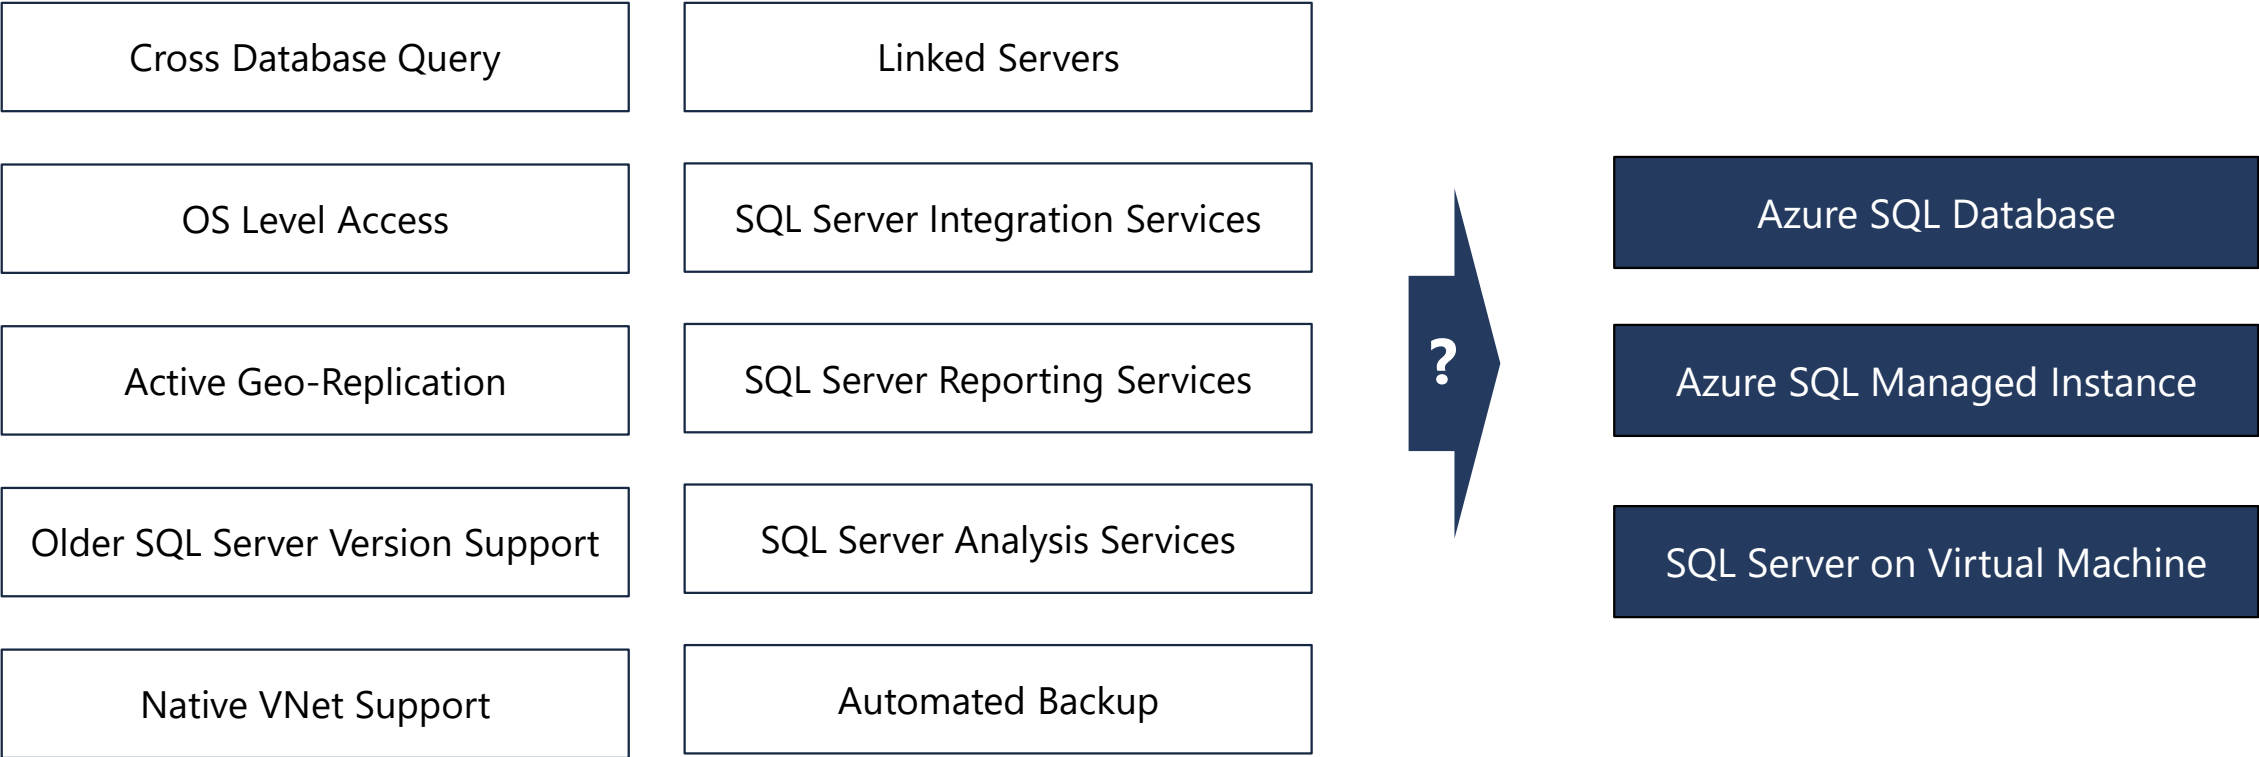 Cross Database Query
OS Level Access
Active Geo-Replication
Older SQL Server Version Support
Native VNet Support
Linked Servers
SQL Server Integration Services
SQL Server Reporting Services
SQL Server Analysis Services
Automated Backup
?
Azure SQL Database
Azure SQL Managed Instance
SQL Server on Virtual Machine